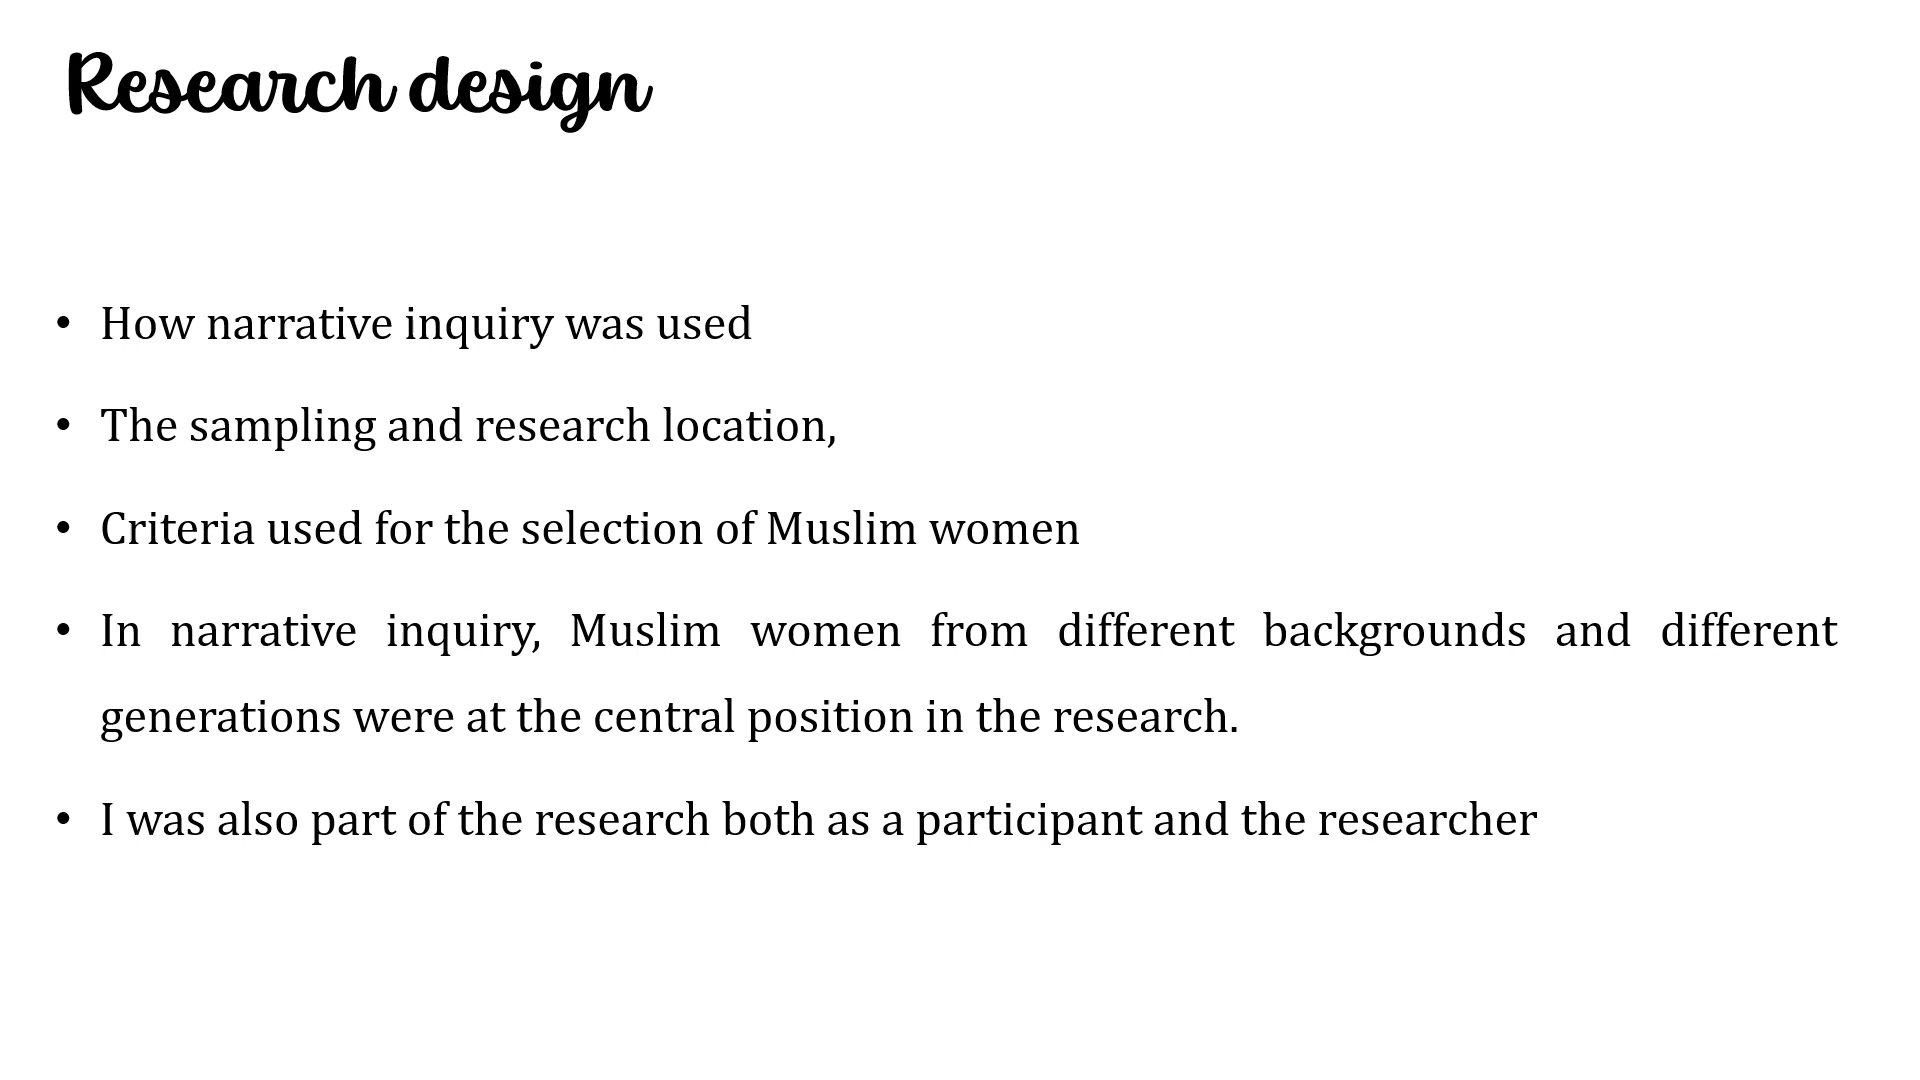 Research design
• How narrative inquiry was used
• The sampling and research location,
• Criteria used for the selection of Muslim women
• In narrative inquiry, Muslim women from different backgrounds and different
generations were at the central position in the research.
• I was also part of the research both as a participant and the researcher